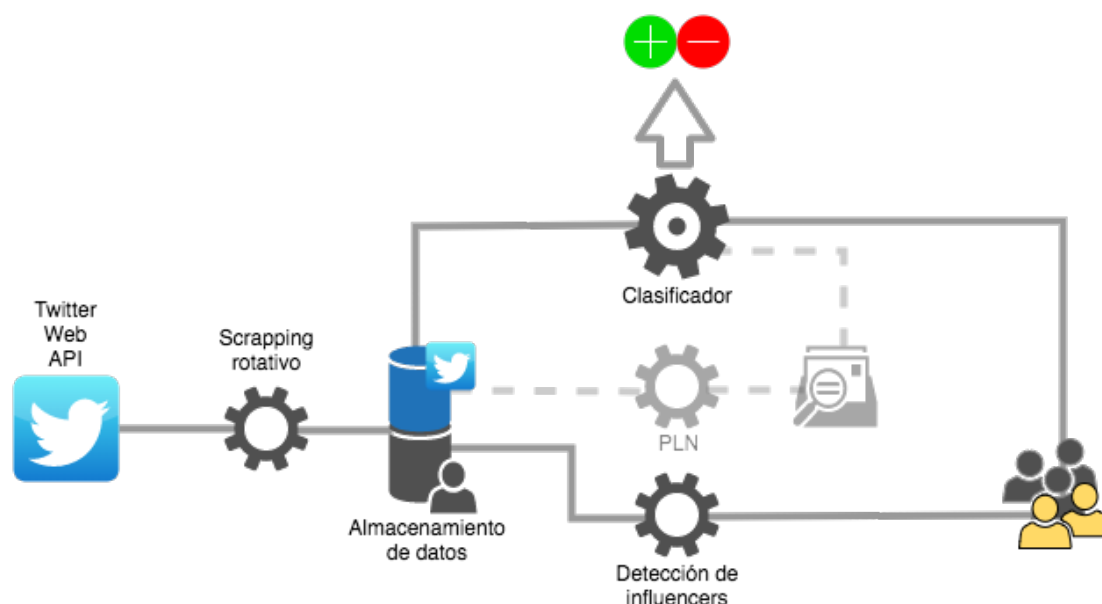 Twitter
Web
API
Scrapping
rotativo
Almacenamiento
de datos
Clasificador
PLN
Detección de
influencers